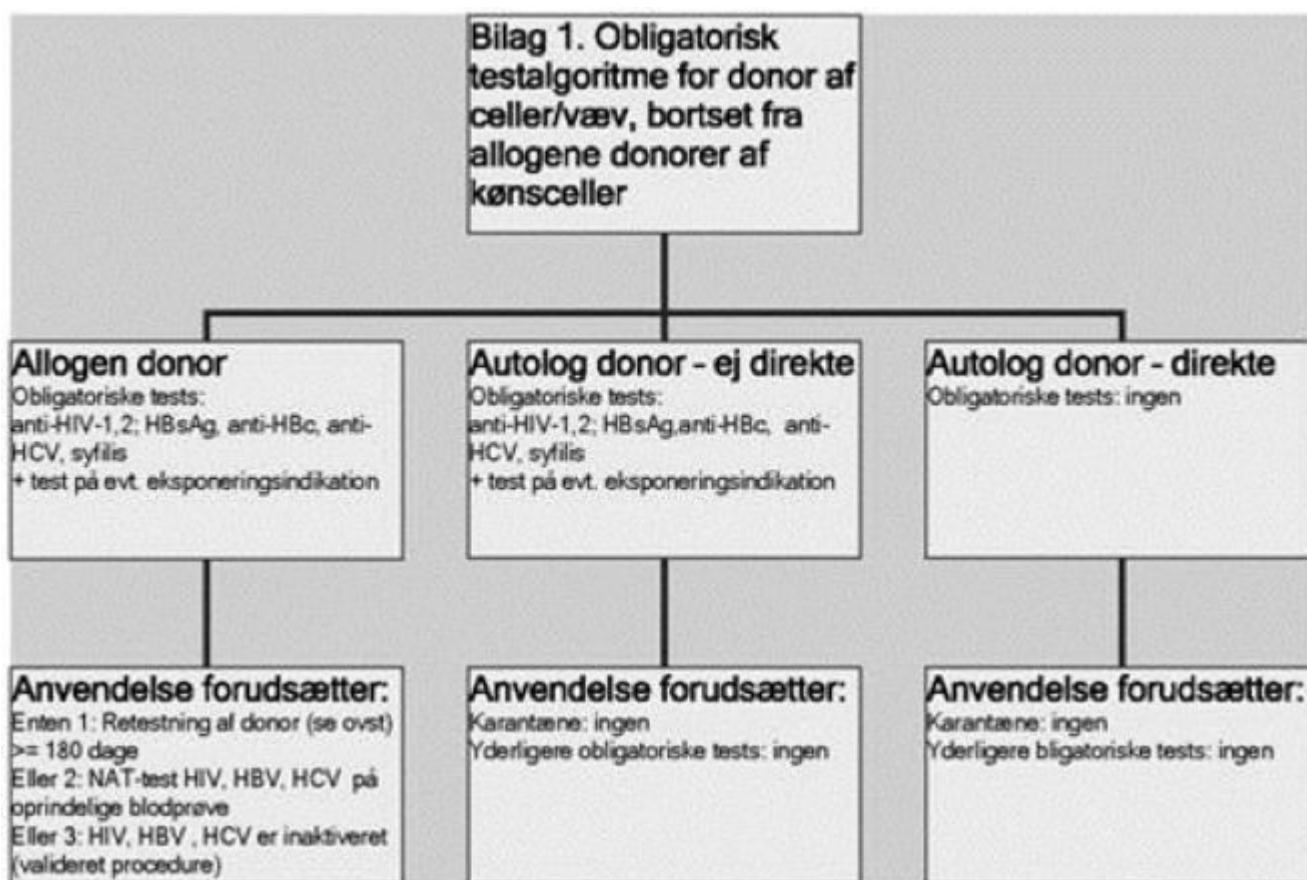 Bilag 1. Obligatorisk
testalgoritme for donor af
celler/væv, bortset fra
allogene donorer af
kønsceller
Allogen donor
Obligatoriske tests:
anti-HIV-1,2; HBsAg, anti-HBc, anti-
HCV, syfilis
+ test på evt. eksponeringsindikation
Autolog donor - ej direkte
Obligatoriske tests:
anti-HIV-1,2; HBsAg,anti-HBc, anti-
HCV, syfilis
+ test på evt. eksponeringsindikation
Autolog donor - direkte
Obligatoriske tests: ingen
Anvendelse forudsætter:
Enten 1: Retestning af donor (se ovst)
>= 180 dage
Eller 2: NAT-test HIV, HBV, HCV på
oprindelige blodprøve
Eller 3: HIV, HBV , HCV er inaktiveret
(valideret procedure)
Anvendelse forudsætter:
Karantæne: ingen
Yderligere obligatoriske tests: ingen
Anvendelse forudsætter:
Karantæne: ingen
Yderligere bligatoriske tests: ingen